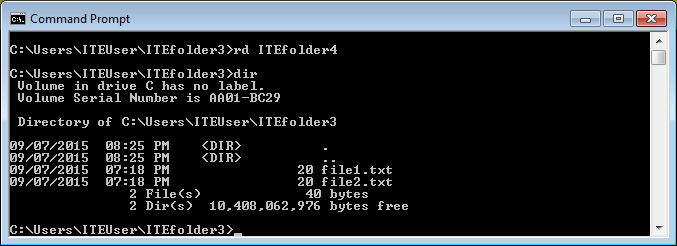 Command Prompt
C:\Users\ITEUser\ITEfolder3>rd ITEfolder4
C:\Users\ITEUser\ITEfolder3>dir
 Volume in drive C has no label.
 Volume Serial Number is AA01-BC29
 Directory of C:\Users\ITEUser\ITEfolder3
09/07/2015  08:25 PM    <DIR>          .
09/07/2015  08:25 PM    <DIR>          ..
09/07/2015  07:18 PM                20 file1.txt
09/07/2015  07:18 PM                20 file2.txt
               2 File(s)             40 bytes
               2 Dir(s)  10,408,062,976 bytes free
C:\Users\ITEUser\ITEfolder3>_